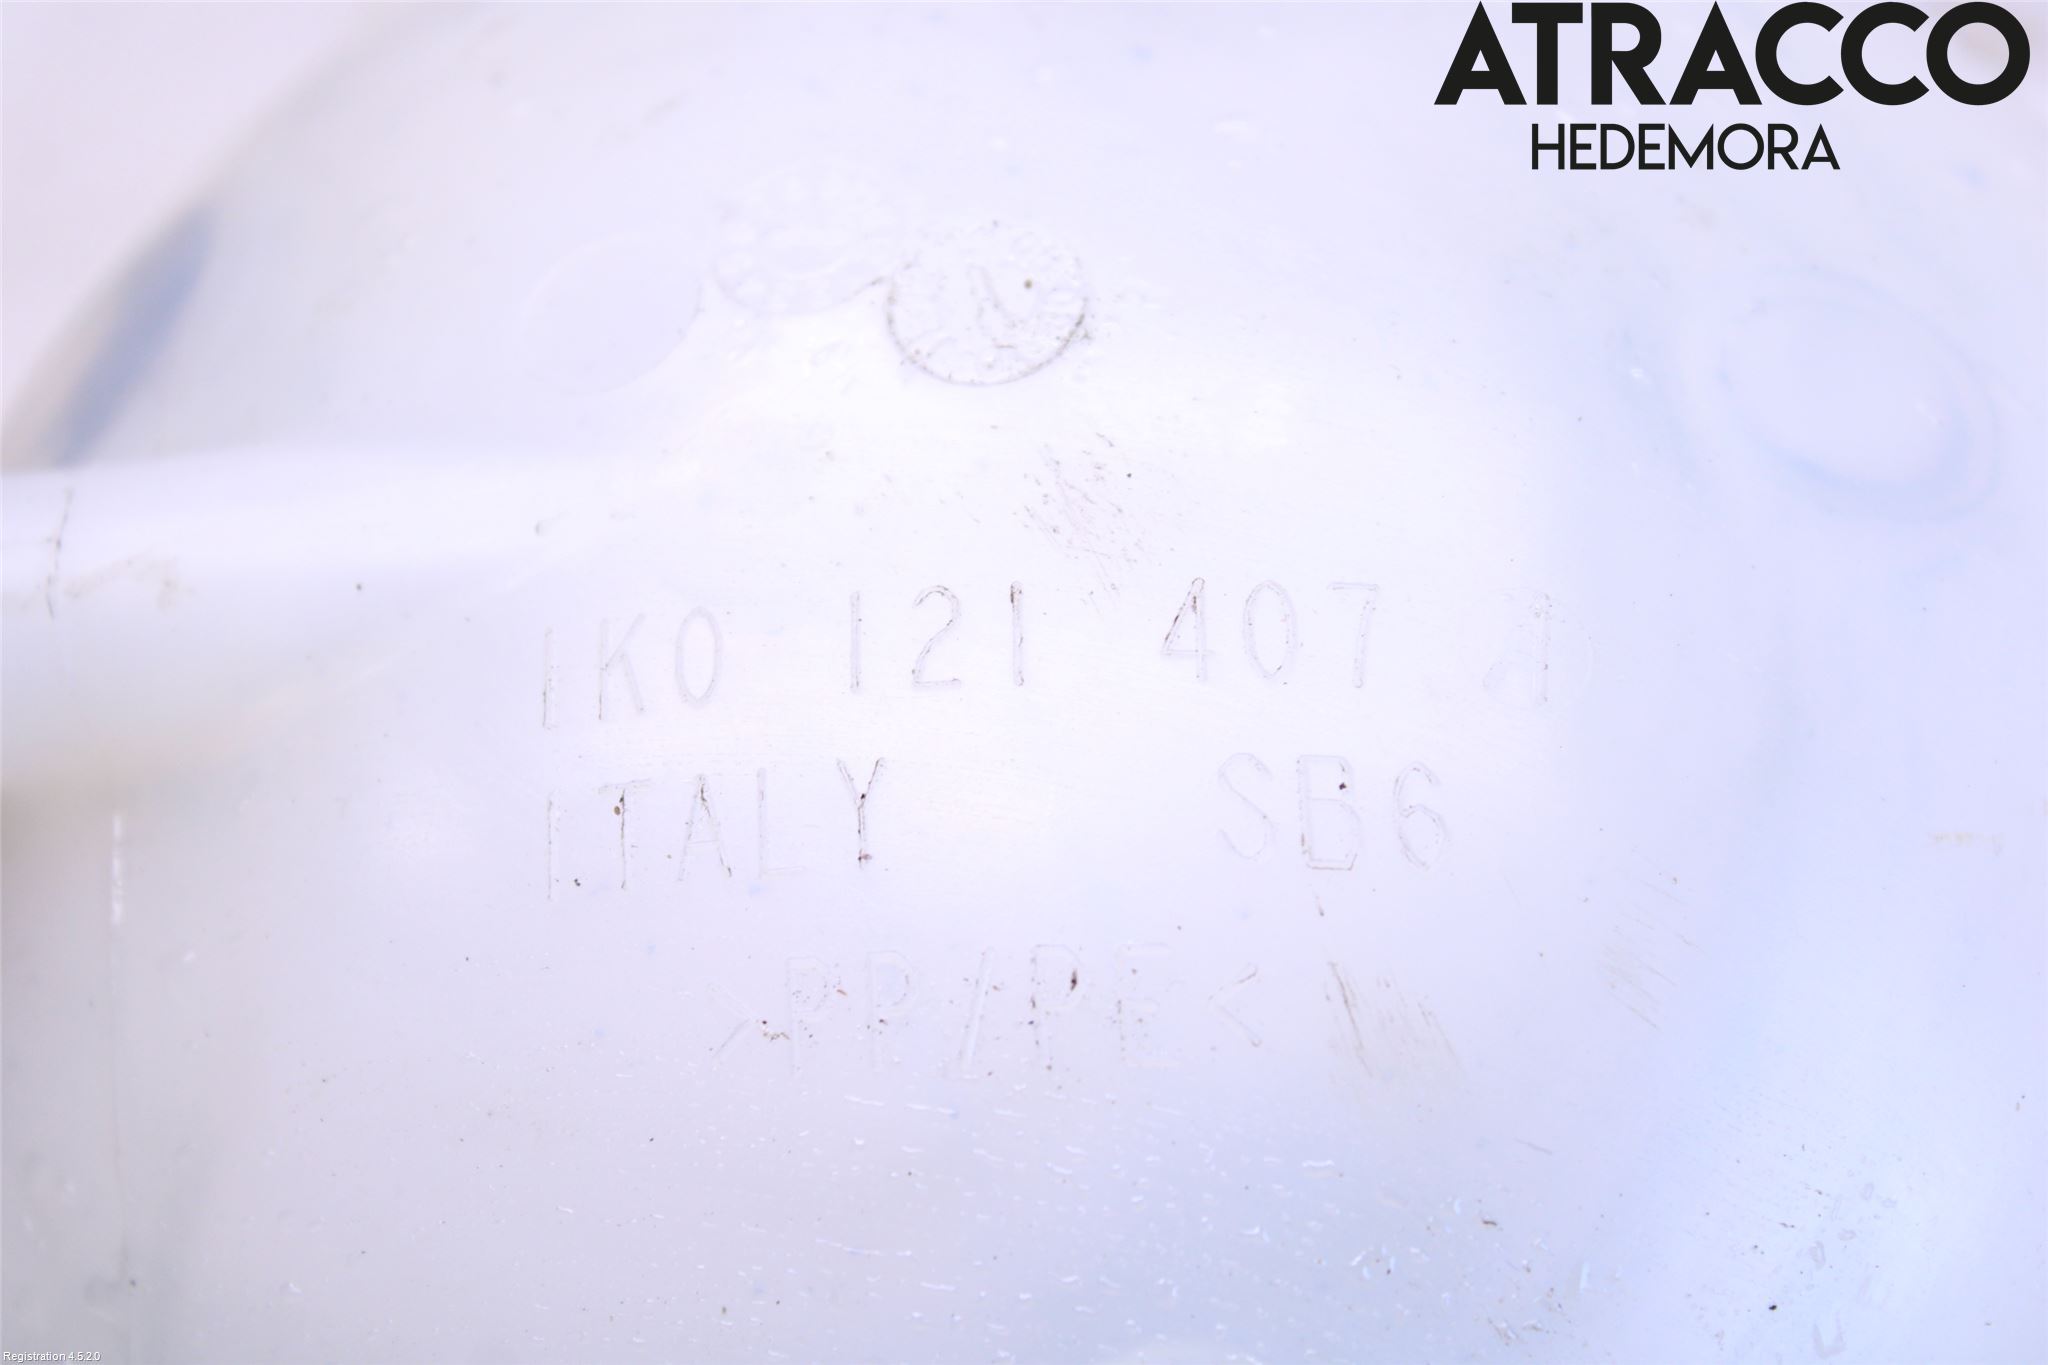 ATRACCO
HEDEMORA
1K0 121 407 A
ITALY SB6
>PP/PE<
Registration 4.5.2.0